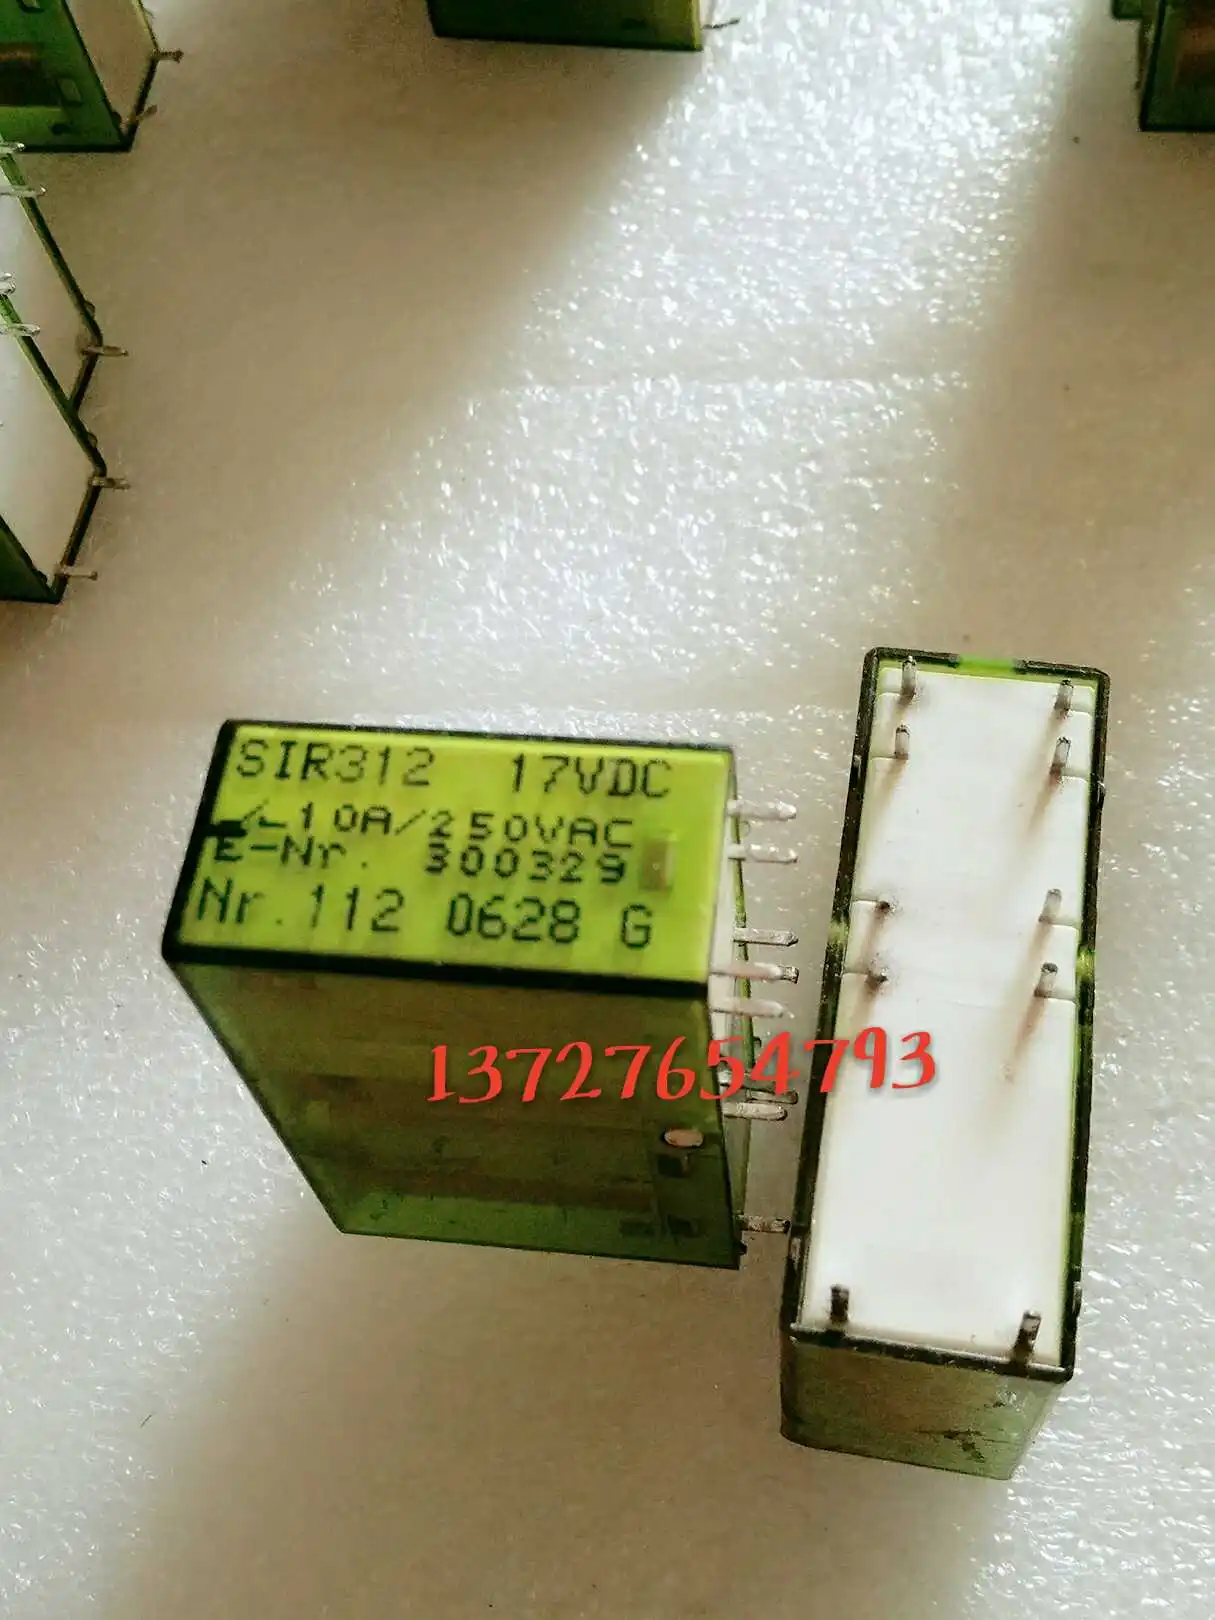 SIR312 17VDC
10A/250VAC
E-Nr. 300329
Nr.112 0628 G
13727654793